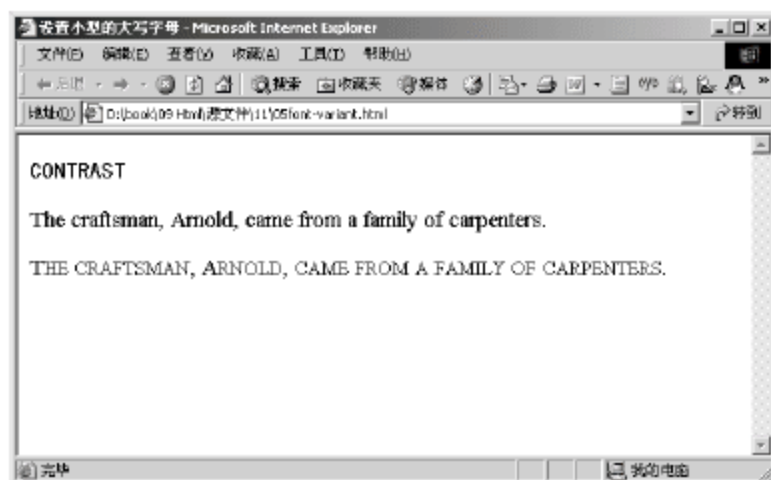 设置小型的大写字母 - Microsoft Internet Explorer
文件(E) 编辑(E) 查看(V) 收藏(A) 工具(T) 帮助(H)
后退 搜索 收藏夹 媒体
地址(D) D:\book\09 Html\源文件\11\05font-variant.html 转到
CONTRAST
The craftsman, Arnold, came from a family of carpenters.
THE CRAFTSMAN, ARNOLD, CAME FROM A FAMILY OF CARPENTERS.
完毕 我的电脑